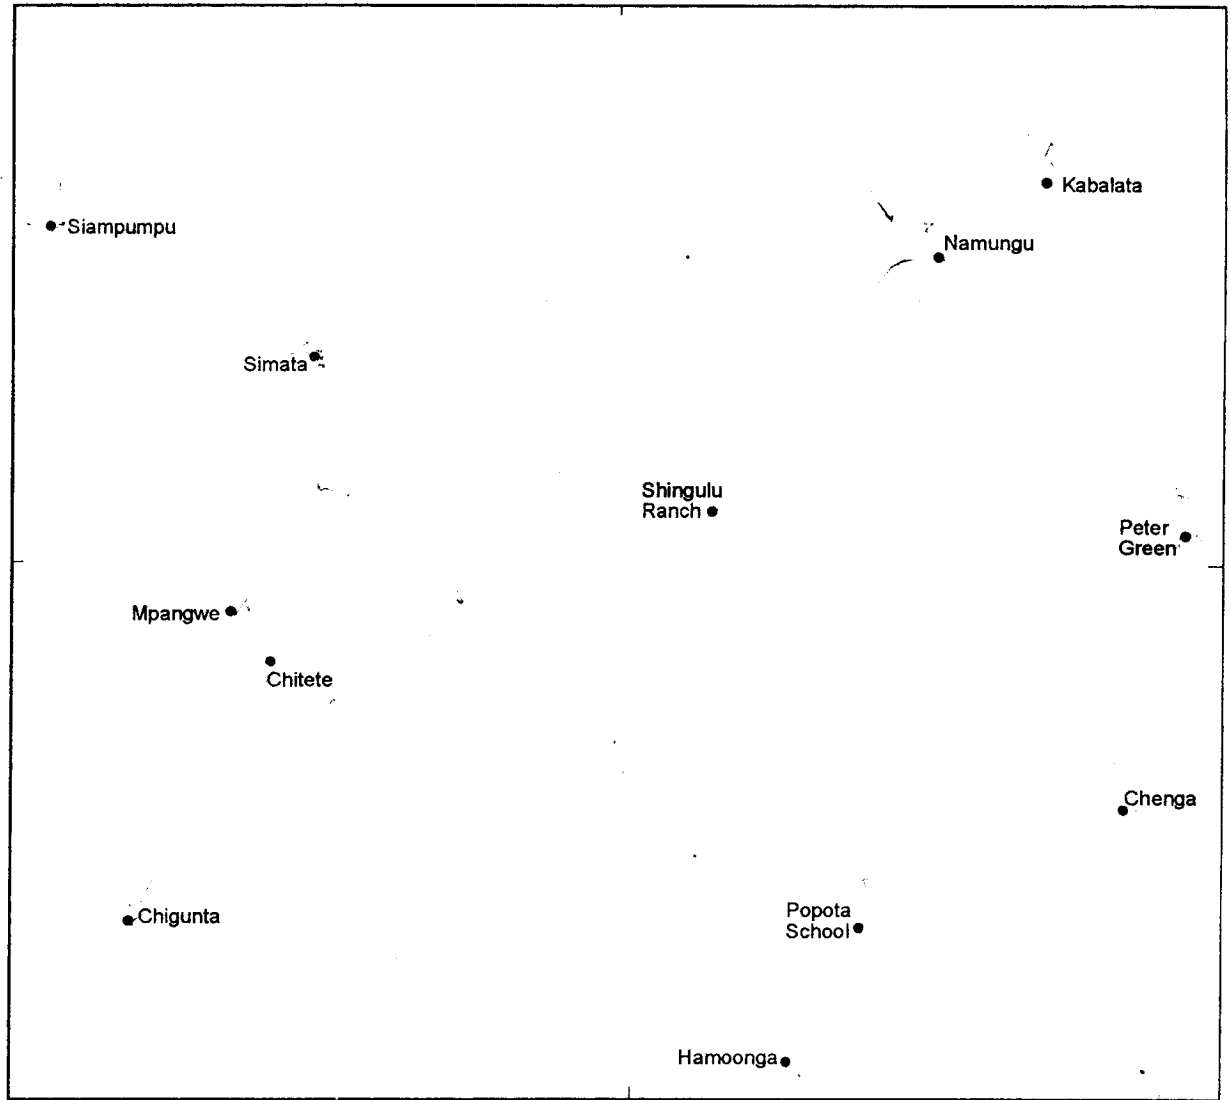 Kabalata
Siampumpu
Namungu
Simata
Shingulu
Ranch
Peter
Green
Mpangwe
Chitete
Chenga
Chigunta
Popota
School
Hamoonga